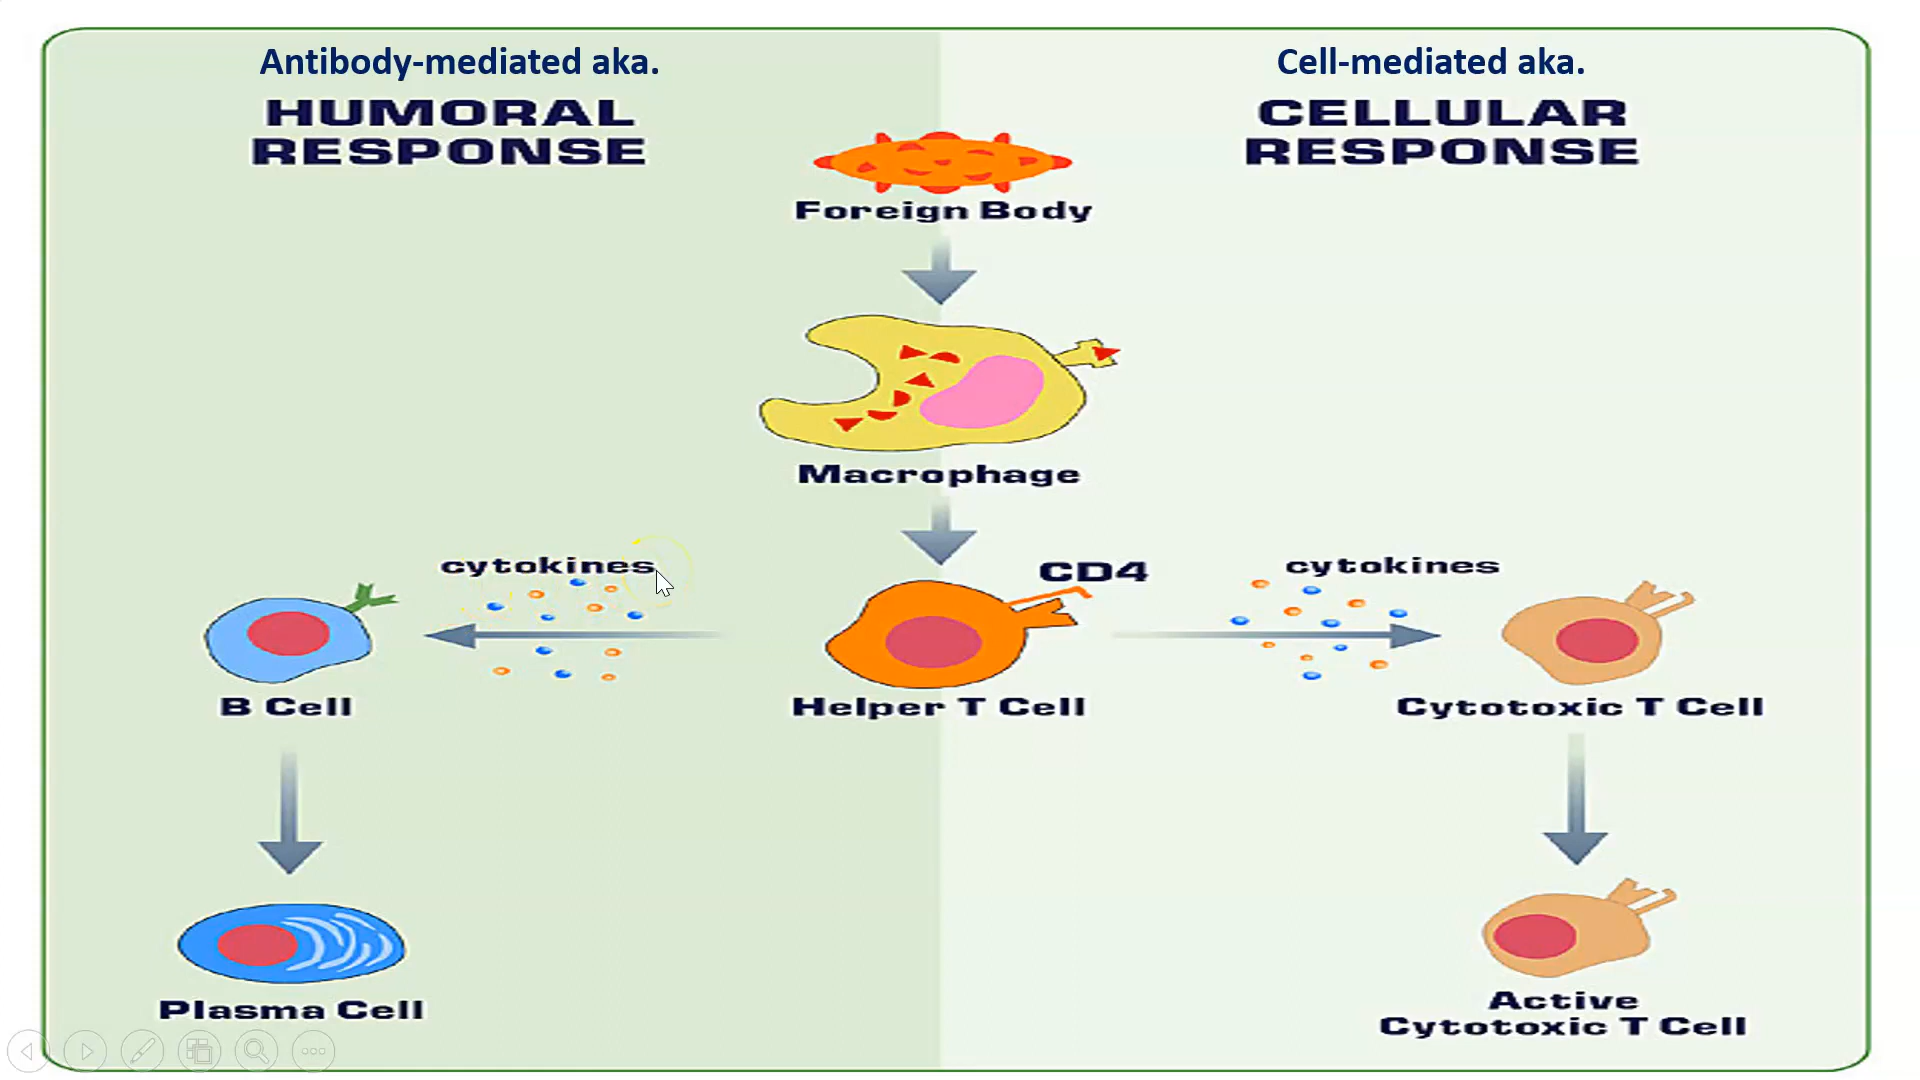 Antibody-mediated aka.
HUMORAL
RESPONSE
Cell-mediated aka.
CELLULAR
RESPONSE
Foreign Body
Macrophage
cytokines
CD4
cytokines
B Cell
Helper T Cell
Cytotoxic T Cell
Plasma Cell
Active
Cytotoxic T Cell